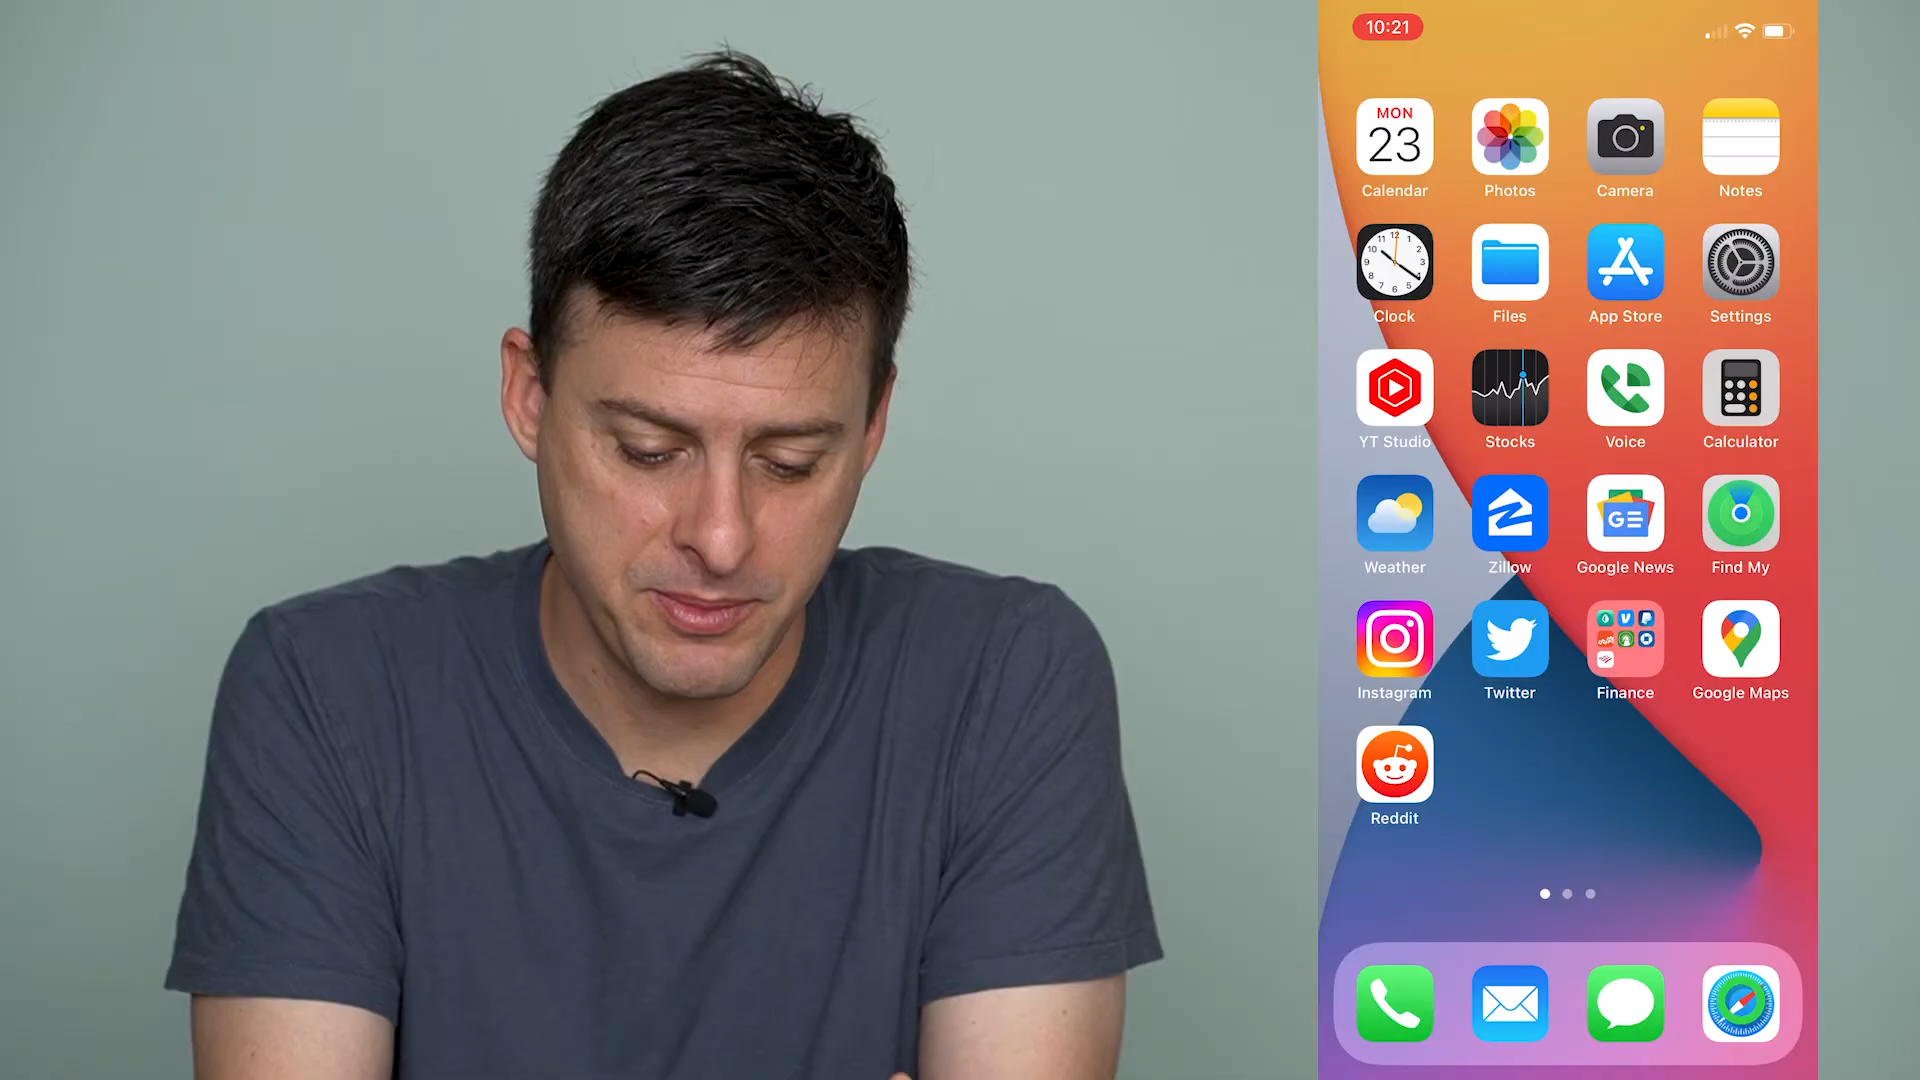 10:21
MON
23
Calendar
Photos
Camera
Notes
Clock
Files
App Store
Settings
YT Studio
Stocks
Voice
Calculator
Weather
Zillow
GE
Google News
Find My
Instagram
Twitter
Finance
Google Maps
Reddit